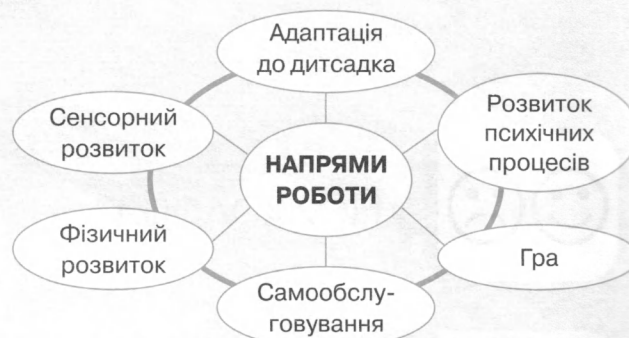 Адаптація
до дитсадка
Розвиток
психічних
процесів
Гра
Самообслу-
говування
Фізичний
розвиток
Сенсорний
розвиток
НАПРЯМИ
РОБОТИ